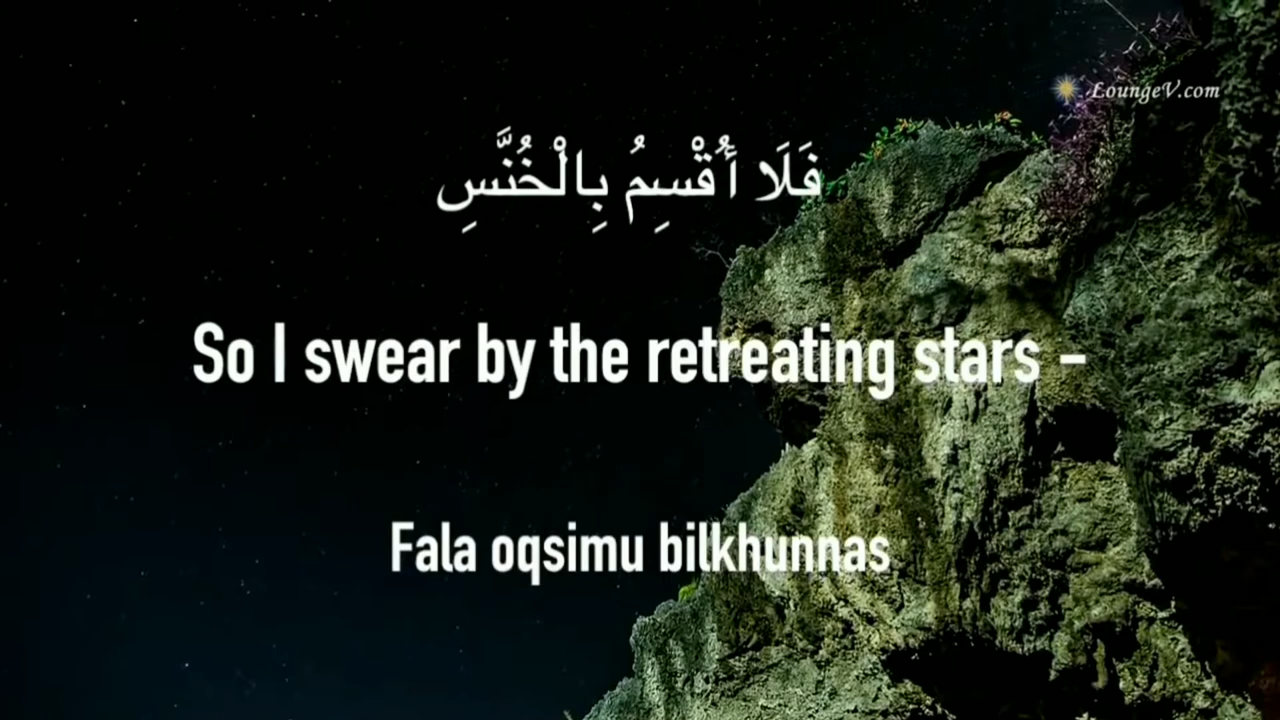 LoungeV.com
فَلَا أُقْسِمُ بِالْخُنَّسِ
So I swear by the retreating stars –
Fala oqsimu bilkhunnas